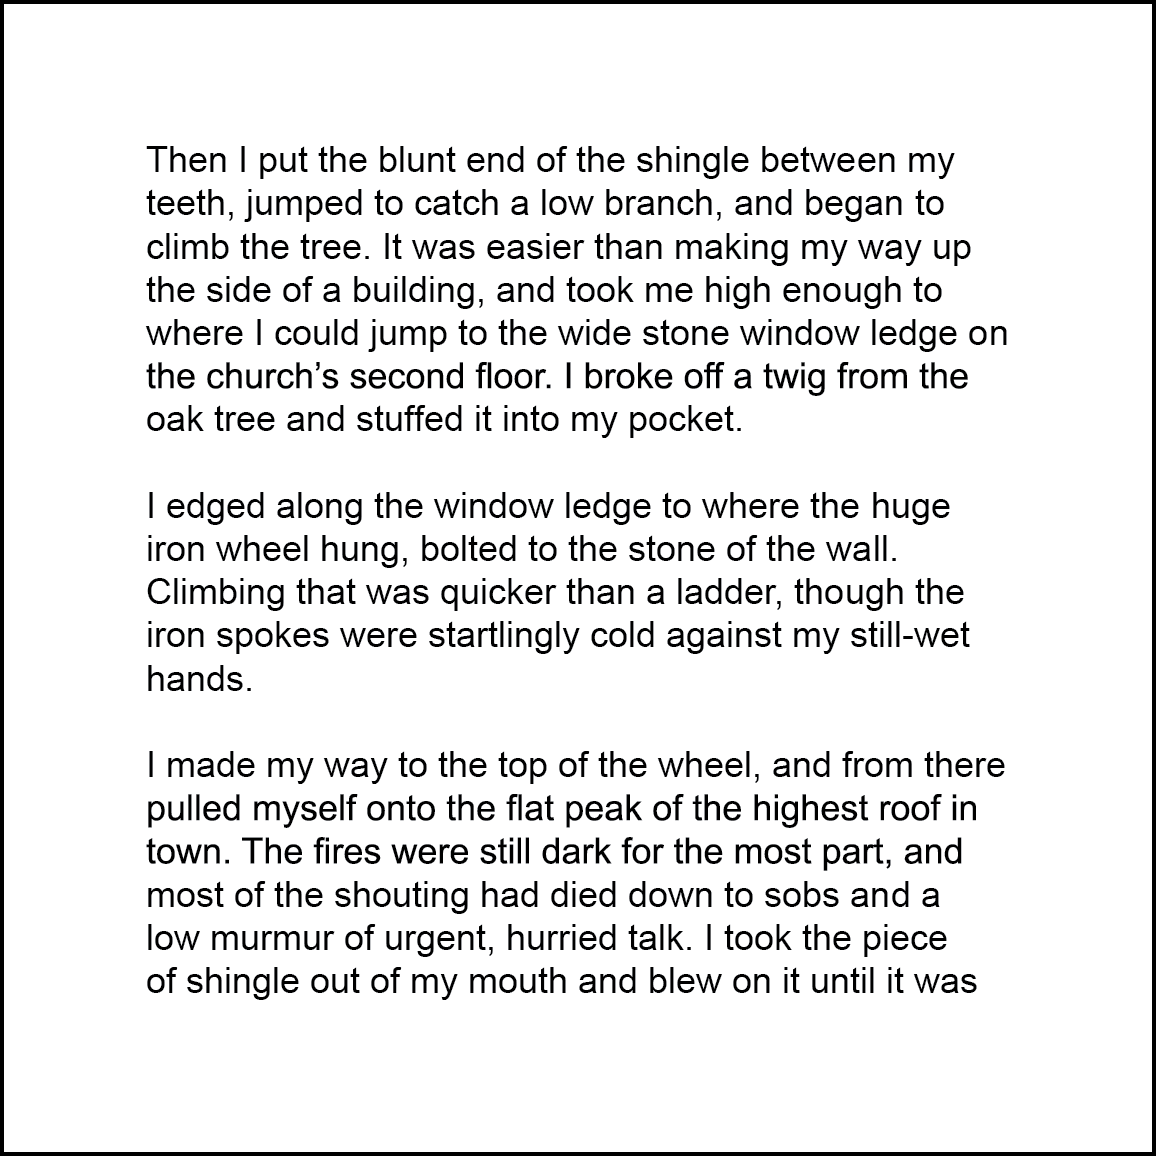 Then I put the blunt end of the shingle between my
teeth, jumped to catch a low branch, and began to
climb the tree. It was easier than making my way up
the side of a building, and took me high enough to
where I could jump to the wide stone window ledge on
the church’s second floor. I broke off a twig from the
oak tree and stuffed it into my pocket.

I edged along the window ledge to where the huge
iron wheel hung, bolted to the stone of the wall.
Climbing that was quicker than a ladder, though the
iron spokes were startlingly cold against my still-wet
hands.

I made my way to the top of the wheel, and from there
pulled myself onto the flat peak of the highest roof in
town. The fires were still dark for the most part, and
most of the shouting had died down to sobs and a
low murmur of urgent, hurried talk. I took the piece
of shingle out of my mouth and blew on it until it was